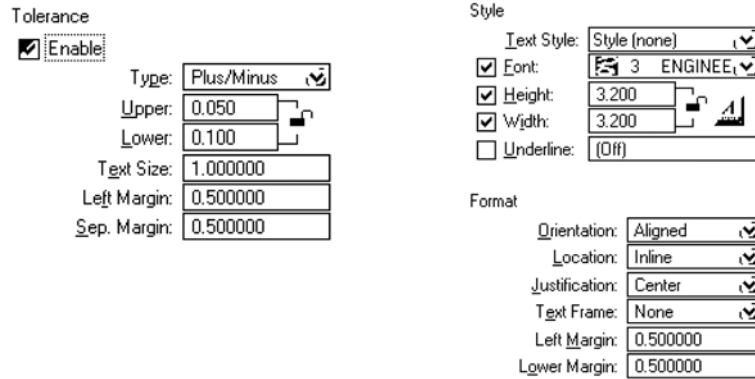 Tolerance
Enable
Type: Plus/Minus
Upper: 0.050
Lower: 0.100
Text Size: 1.000000
Left Margin: 0.500000
Sep. Margin: 0.500000
Style
Text Style: Style (none)
Font: 3 ENGINEE
Height: 3.200
Width: 3.200
Underline: (Off)
Format
Orientation: Aligned
Location: Inline
Justification: Center
Text Frame: None
Left Margin: 0.500000
Lower Margin: 0.500000